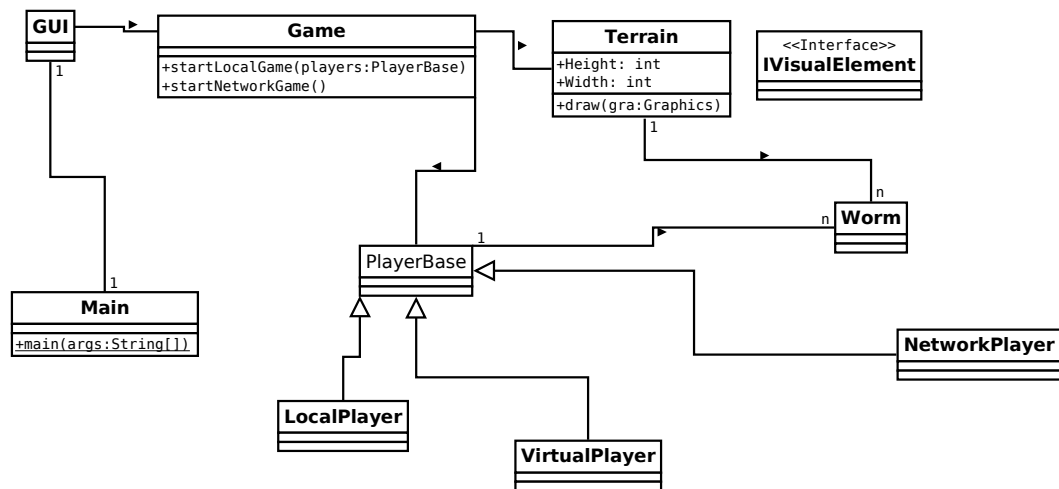 GUI
1
Game
+startLocalGame(players:PlayerBase)
+startNetworkGame()
Terrain
+Height: int
+Width: int
+draw(gra:Graphics)
1
<<Interface>>
IVisualElement
n
Worm
n
1
PlayerBase
1
Main
+main(args:String[])
NetworkPlayer
LocalPlayer
VirtualPlayer